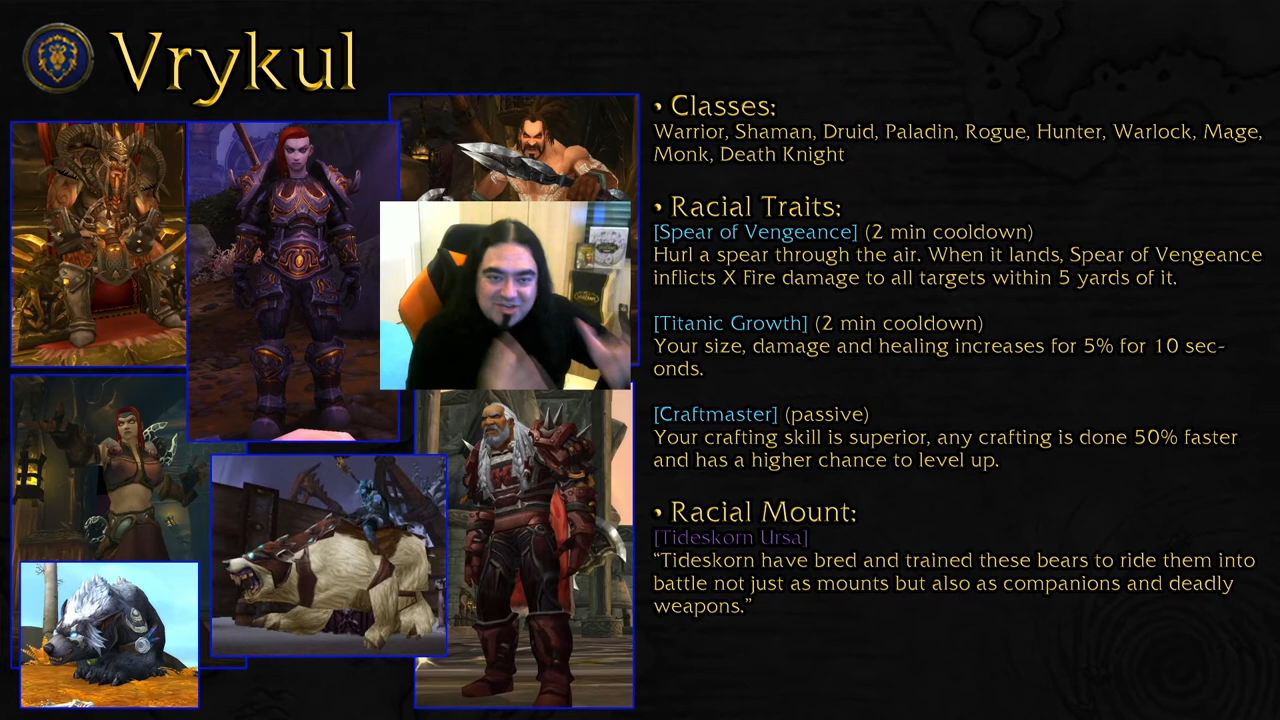 Vrykul
• Classes:
Warrior, Shaman, Druid, Paladin, Rogue, Hunter, Warlock, Mage,
Monk, Death Knight
• Racial Traits:
[Spear of Vengeance] (2 min cooldown)
Hurl a spear through the air. When it lands, Spear of Vengeance
inflicts X Fire damage to all targets within 5 yards of it.
[Titanic Growth] (2 min cooldown)
Your size, damage and healing increases for 5% for 10 sec-
onds.
[Craftmaster] (passive)
Your crafting skill is superior, any crafting is done 50% faster
and has a higher chance to level up.
• Racial Mount:
[Tideskorn Ursa]
“Tideskorn have bred and trained these bears to ride them into
battle not just as mounts but also as companions and deadly
weapons.”